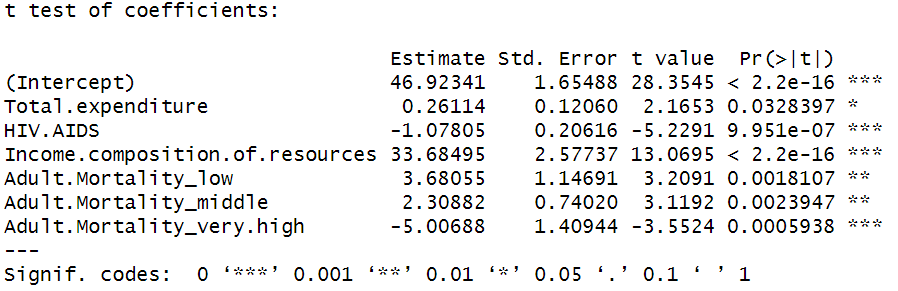 t test of coefficients:
Estimate Std. Error t value Pr(>|t|)
(Intercept) 46.92341 1.65488 28.3545 < 2.2e-16 ***
Total.expenditure 0.26114 0.12060 2.1653 0.0328397 *
HIV.AIDS -1.07805 0.20616 -5.2291 9.951e-07 ***
Income.composition.of.resources 33.68495 2.57737 13.0695 < 2.2e-16 ***
Adult.Mortality_low 3.68055 1.14691 3.2091 0.0018107 **
Adult.Mortality_middle 2.30882 0.74020 3.1192 0.0023947 **
Adult.Mortality_very.high -5.00688 1.40944 -3.5524 0.0005938 ***
---
Signif. codes: 0 ‘***’ 0.001 ‘**’ 0.01 ‘*’ 0.05 ‘.’ 0.1 ‘ ’ 1